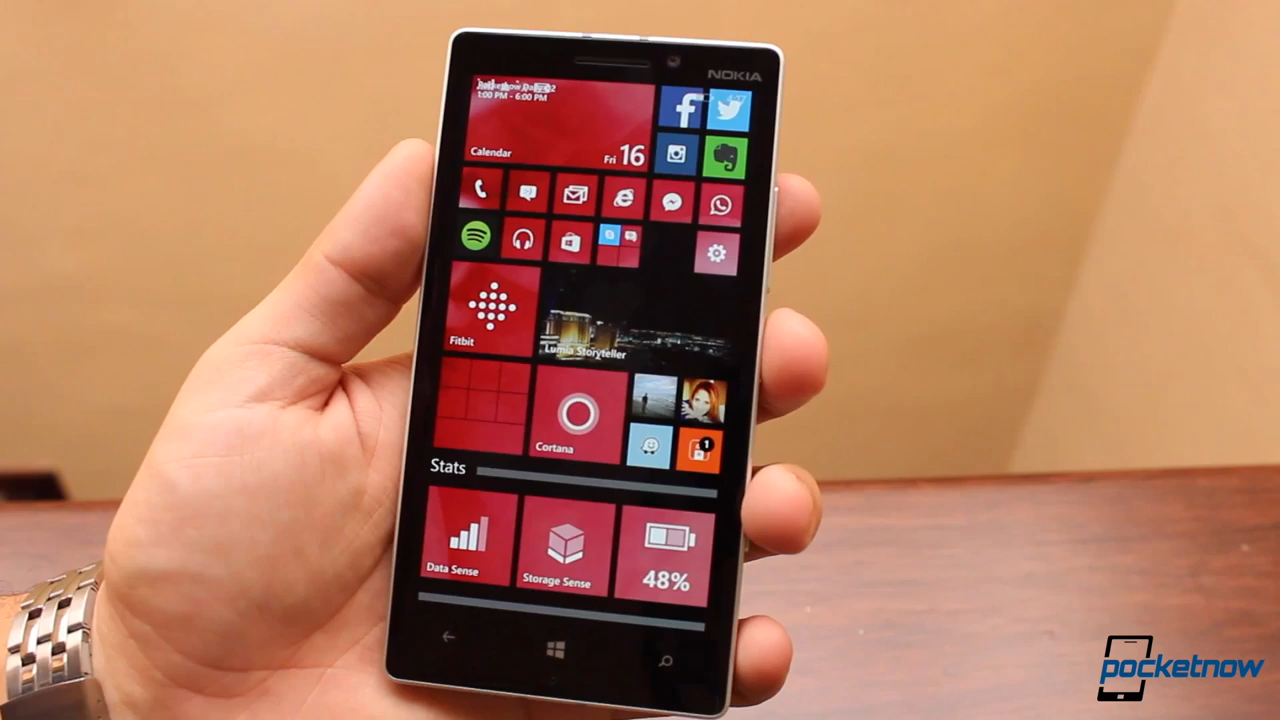 NOKIA
1:00 PM - 6:00 PM
Calendar
Fri 16
Fitbit
Lumia Storyteller
Cortana
1
Stats
Data Sense
Storage Sense
48%
pocketnow